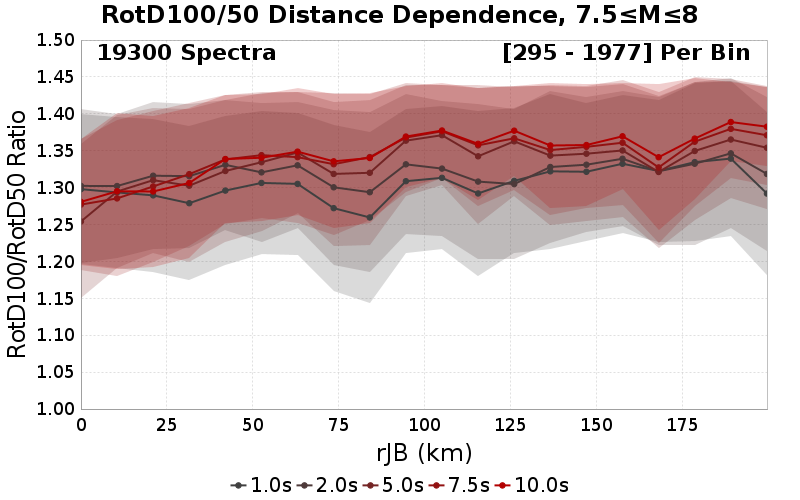 RotD100/50 Distance Dependence, 7.5≤M≤8
19300 Spectra
[295 - 1977] Per Bin
RotD100/RotD50 Ratio
1.50
1.45
1.40
1.35
1.30
1.25
1.20
1.15
1.10
1.05
1.00
0 25 50 75 100 125 150 175
rJB (km)
1.0s 2.0s 5.0s 7.5s 10.0s